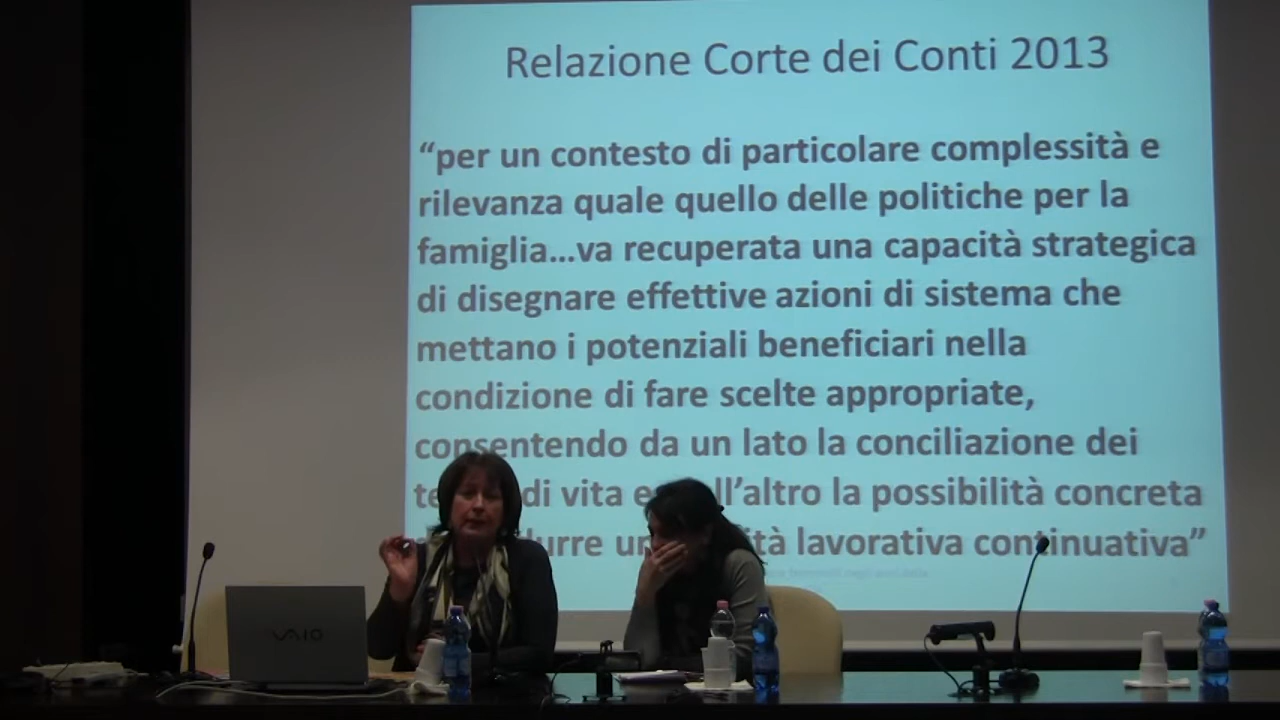 Relazione Corte dei Conti 2013
“per un contesto di particolare complessità e
rilevanza quale quello delle politiche per la
famiglia...va recuperata una capacità strategica
di disegnare effettive azioni di sistema che
mettano i potenziali beneficiari nella
condizione di fare scelte appropriate,
consentendo da un lato la conciliazione dei
di vita e ll’altro la possibilità concreta
lavorativa continuativa”
VAIO